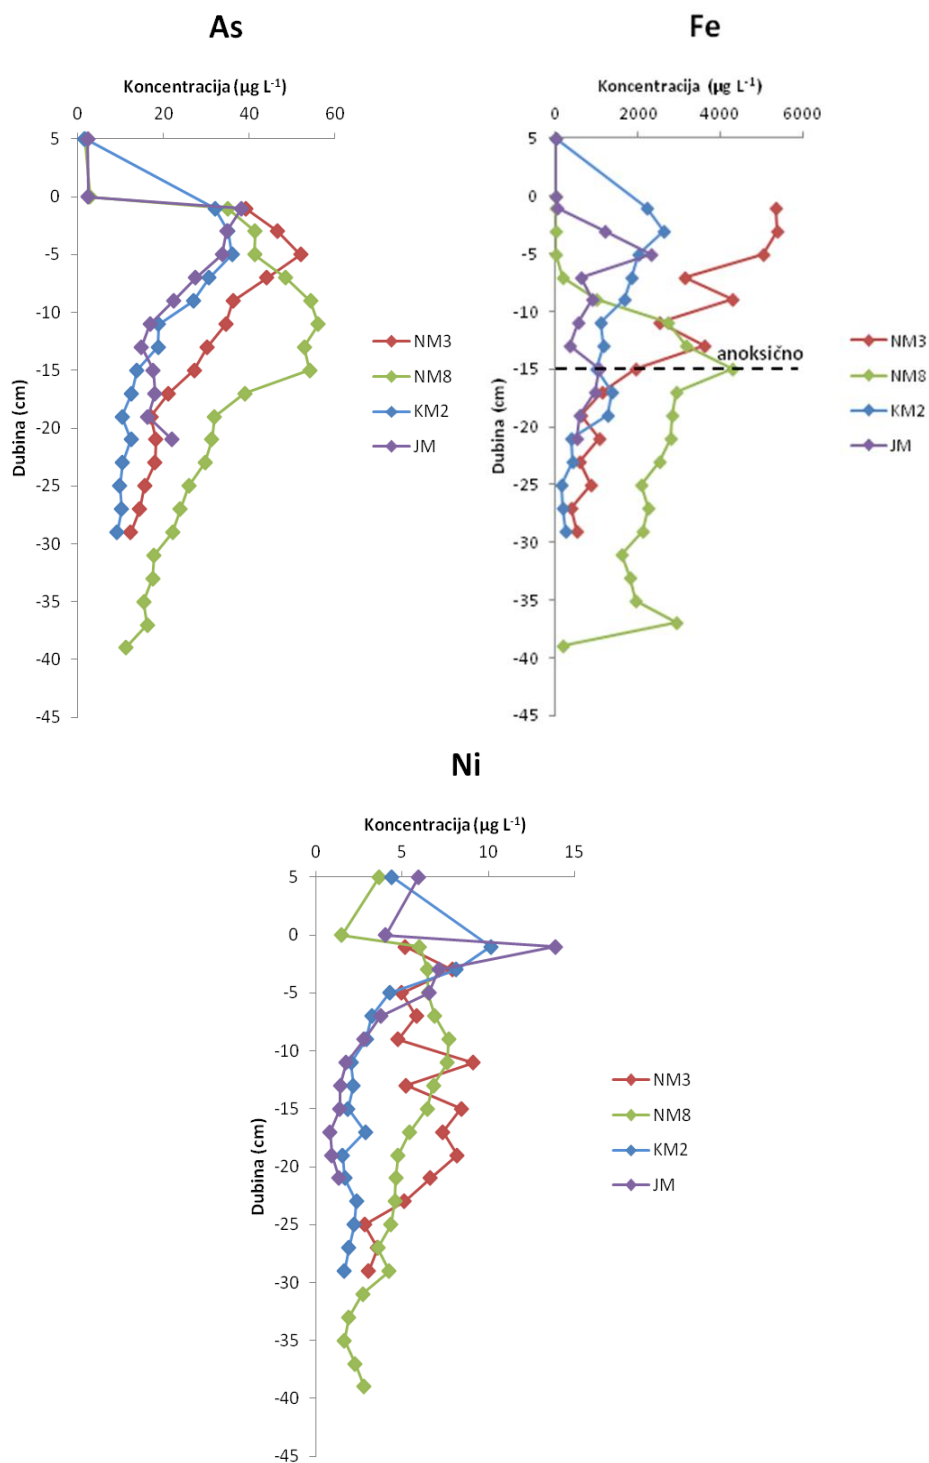 As
Koncentracija (µg L⁻¹)
0 20 40 60
5
0
-5
-10
-15
-20
-25
-30
-35
-40
-45
Dubina (cm)
NM3
NM8
KM2
JM
Fe
Koncentracija (µg L⁻¹)
0 2000 4000 6000
5
0
-5
-10
-15
-20
-25
-30
-35
-40
-45
Dubina (cm)
anoksično
NM3
NM8
KM2
JM
Ni
Koncentracija (µg L⁻¹)
0 5 10 15
5
0
-5
-10
-15
-20
-25
-30
-35
-40
-45
Dubina (cm)
NM3
NM8
KM2
JM